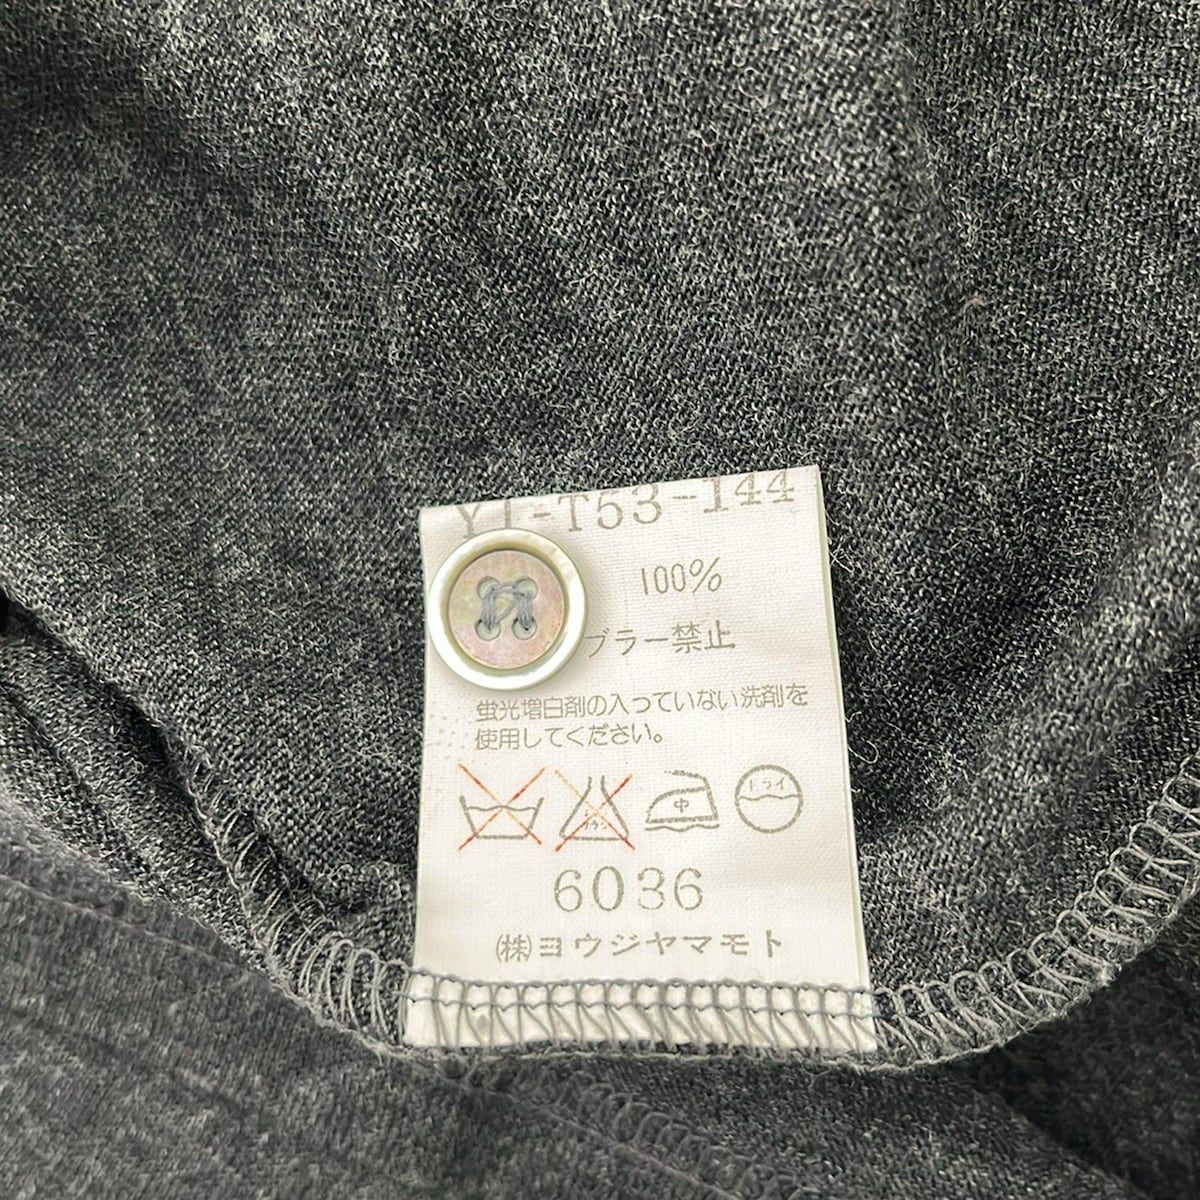 YI-T53-144
100%
ブラー禁止
蛍光増白剤の入っていない洗剤を
使用してください。
中 ドライ
6036
㈱ヨウジヤマモト